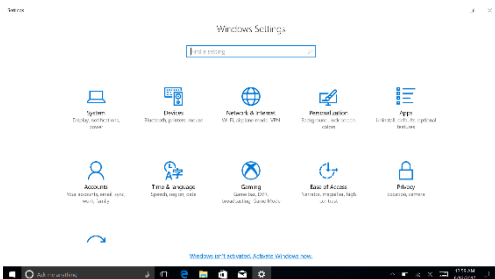 Settings
Windows Settings
Find a setting
System
Display, notifications,
power
Devices
Bluetooth, printers, mouse
Network & Internet
Wi-Fi, airplane mode, VPN
Personalization
Background, lock screen,
colors
Apps
Uninstall, defaults, optional
features
Accounts
Your accounts, email, sync,
work, family
Time & language
Speech, region, date
Gaming
Game bar, DVR,
broadcasting, Game Mode
Ease of Access
Narrator, magnifier, high
contrast
Privacy
Location, camera
Windows isn't activated. Activate Windows now.
Ask me anything